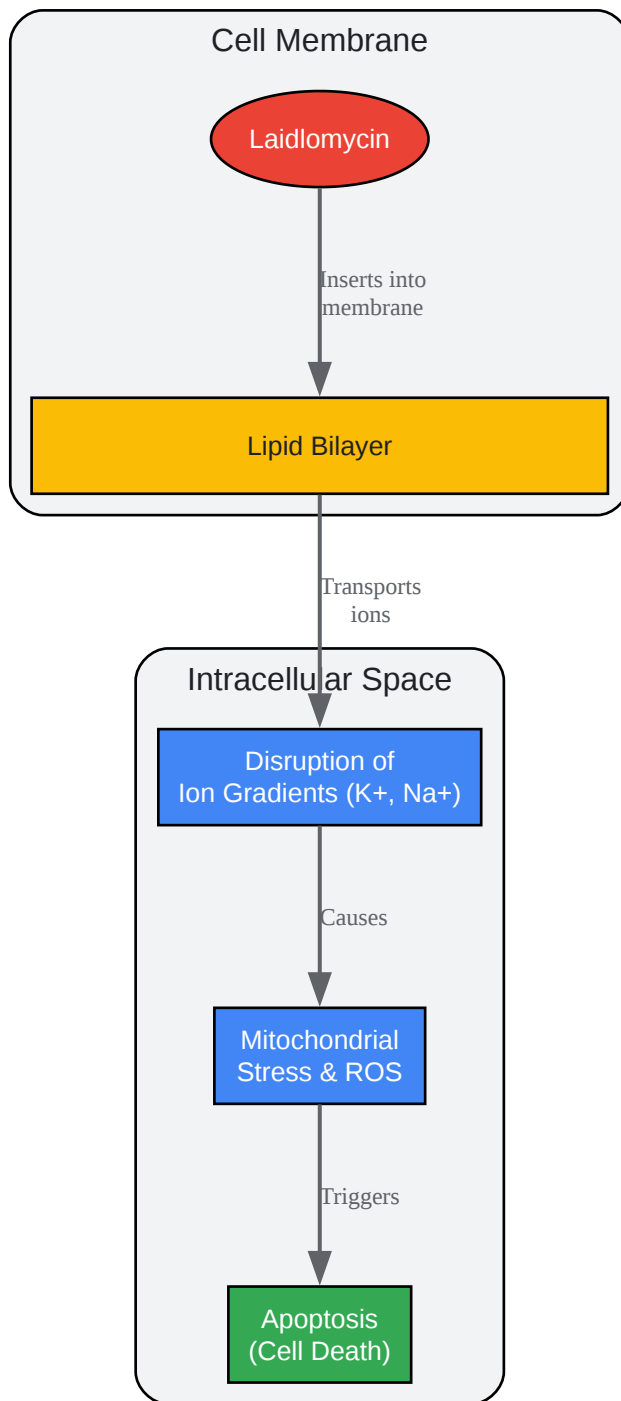 Cell Membrane
Laidlomycin
Inserts into
membrane
Lipid Bilayer
Transports
ions
Intracellular Space
Disruption of
Ion Gradients (K+, Na+)
Causes
Mitochondrial
Stress & ROS
Triggers
Apoptosis
(Cell Death)